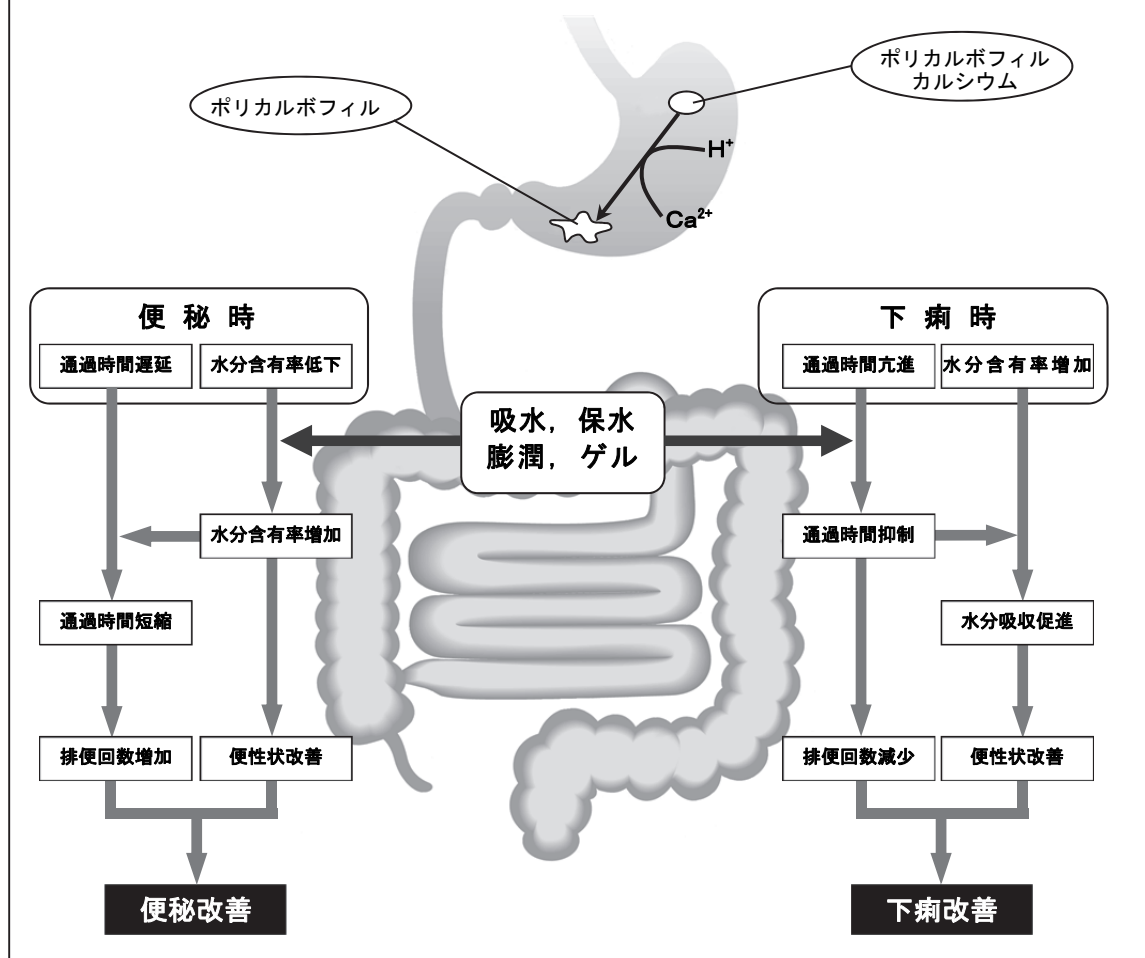 ポリカルボフィル
カルシウム
ポリカルボフィル
H⁺
Ca²⁺
便秘時
通過時間遅延
水分含有率低下
下痢時
通過時間亢進
水分含有率増加
吸水，保水
膨潤，ゲル
水分含有率増加
通過時間短縮
排便回数増加
便性状改善
便秘改善
通過時間抑制
水分吸収促進
排便回数減少
便性状改善
下痢改善